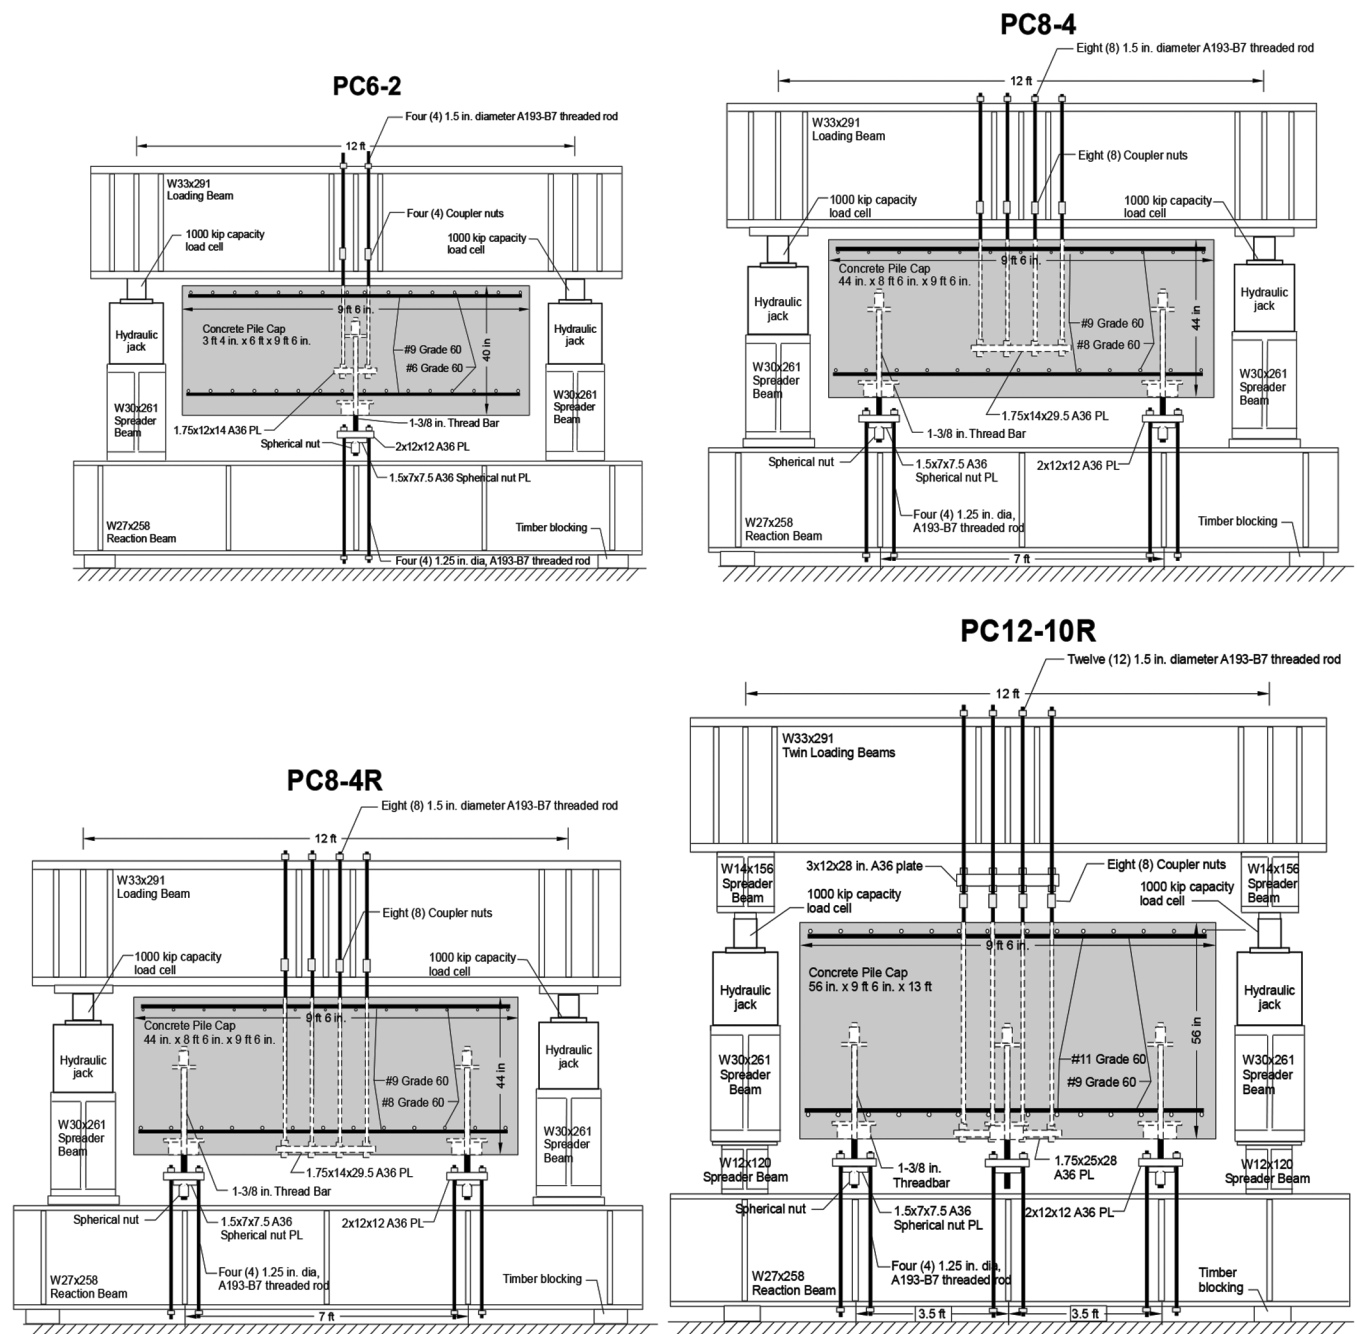 PC6-2
Four (4) 1.5 in. diameter A193-B7 threaded rod
12 ft
W33x291
Loading Beam
Four (4) Coupler nuts
1000 kip capacity
load cell
1000 kip capacity
load cell
9 ft 6 in.
Hydraulic
jack
Concrete Pile Cap
3 ft 4 in. x 6 ft x 9 ft 6 in.
#9 Grade 60
#6 Grade 60
40 in
Hydraulic
jack
W30x261
Spreader
Beam
W30x261
Spreader
Beam
1.75x12x14 A36 PL
1-3/8 in. Thread Bar
Spherical nut
2x12x12 A36 PL
1.5x7x7.5 A36 Spherical nut PL
W27x258
Reaction Beam
Timber blocking
Four (4) 1.25 in. dia, A193-B7 threaded rod
PC8-4
Eight (8) 1.5 in. diameter A193-B7 threaded rod
12 ft
W33x291
Loading Beam
Eight (8) Coupler nuts
1000 kip capacity
load cell
1000 kip capacity
load cell
9 ft 6 in.
Concrete Pile Cap
44 in. x 8 ft 6 in. x 9 ft 6 in.
Hydraulic
jack
#9 Grade 60
#8 Grade 60
44 in
Hydraulic
jack
W30x261
Spreader
Beam
W30x261
Spreader
Beam
1.75x14x29.5 A36 PL
1-3/8 in. Thread Bar
Spherical nut
1.5x7x7.5 A36
Spherical nut PL
2x12x12 A36 PL
Four (4) 1.25 in. dia,
A193-B7 threaded rod
W27x258
Reaction Beam
Timber blocking
7 ft
PC8-4R
Eight (8) 1.5 in. diameter A193-B7 threaded rod
12 ft
W33x291
Loading Beam
Eight (8) Coupler nuts
1000 kip capacity
load cell
1000 kip capacity
load cell
9 ft 6 in.
Concrete Pile Cap
44 in. x 8 ft 6 in. x 9 ft 6 in.
Hydraulic
jack
#9 Grade 60
#8 Grade 60
44 in
Hydraulic
jack
W30x261
Spreader
Beam
W30x261
Spreader
Beam
1.75x14x29.5 A36 PL
1-3/8 in. Thread Bar
Spherical nut
1.5x7x7.5 A36
Spherical nut PL
2x12x12 A36 PL
Four (4) 1.25 in. dia,
A193-B7 threaded rod
W27x258
Reaction Beam
Timber blocking
7 ft
PC12-10R
Twelve (12) 1.5 in. diameter A193-B7 threaded rod
12 ft
W33x291
Twin Loading Beams
W14x156
Spreader
Beam
3x12x28 in. A36 plate
Eight (8) Coupler nuts
W14x156
Spreader
Beam
1000 kip capacity
load cell
1000 kip capacity
load cell
9 ft 6 in.
Concrete Pile Cap
56 in. x 9 ft 6 in. x 13 ft
Hydraulic
jack
Hydraulic
jack
56 in
#11 Grade 60
#9 Grade 60
W30x261
Spreader
Beam
W30x261
Spreader
Beam
W12x120
Spreader Beam
1-3/8 in.
Threadbar
1.75x25x28
A36 PL
W12x120
Spreader Beam
Spherical nut
1.5x7x7.5 A36
Spherical nut PL
2x12x12 A36 PL
Four (4) 1.25 in. dia,
A193-B7 threaded rod
W27x258
Reaction Beam
Timber
blocking
3.5 ft
3.5 ft